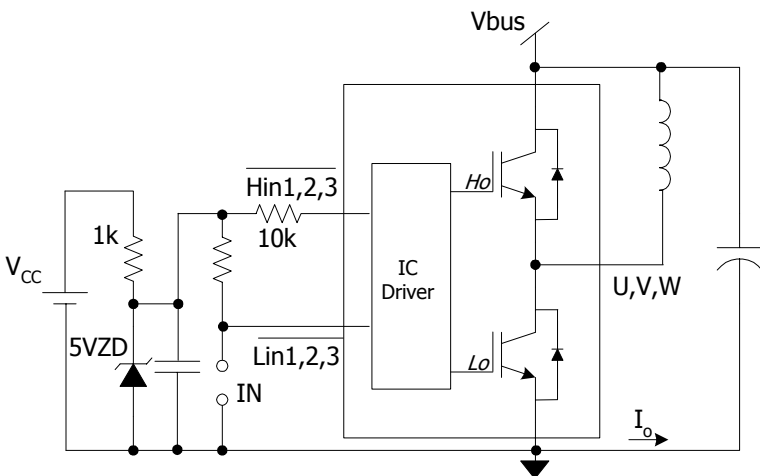 Vbus
Hin1,2,3
Ho
1k
10k
VCC
IC
Driver
U,V,W
5VZD
Lin1,2,3
Lo
IN
Io